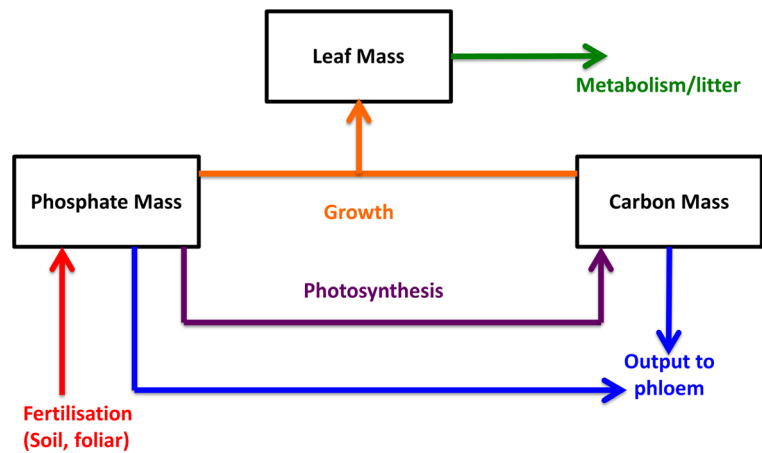 Leaf Mass
Metabolism/litter
Phosphate Mass
Carbon Mass
Growth
Photosynthesis
Output to
phloem
Fertilisation
(Soil, foliar)